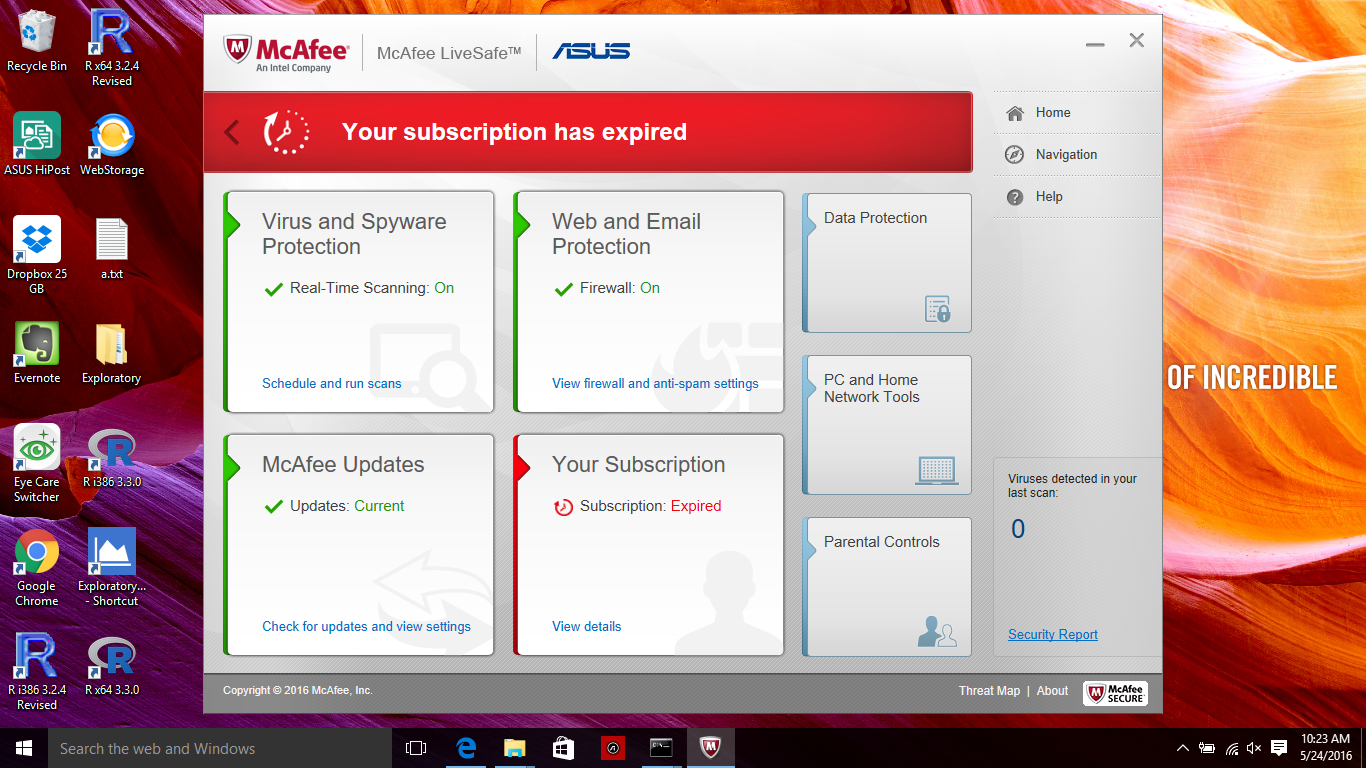 Recycle Bin
R x64 3.2.4
Revised
ASUS HiPost
WebStorage
Dropbox 25
GB
a.txt
Evernote
Exploratory
Eye Care
Switcher
R i386 3.3.0
Google
Chrome
Exploratory...
- Shortcut
R i386 3.2.4
Revised
R x64 3.3.0
McAfee
An Intel Company
McAfee LiveSafe™
ASUS
Your subscription has expired
Home
Navigation
Help
Virus and Spyware
Protection
Real-Time Scanning: On
Schedule and run scans
Web and Email
Protection
Firewall: On
View firewall and anti-spam settings
Data Protection
PC and Home
Network Tools
McAfee Updates
Updates: Current
Check for updates and view settings
Your Subscription
Subscription: Expired
View details
Parental Controls
Viruses detected in your
last scan:
0
Security Report
Copyright © 2016 McAfee, Inc.
Threat Map | About
McAfee
SECURE
OF INCREDIBLE
Search the web and Windows
10:23 AM
5/24/2016